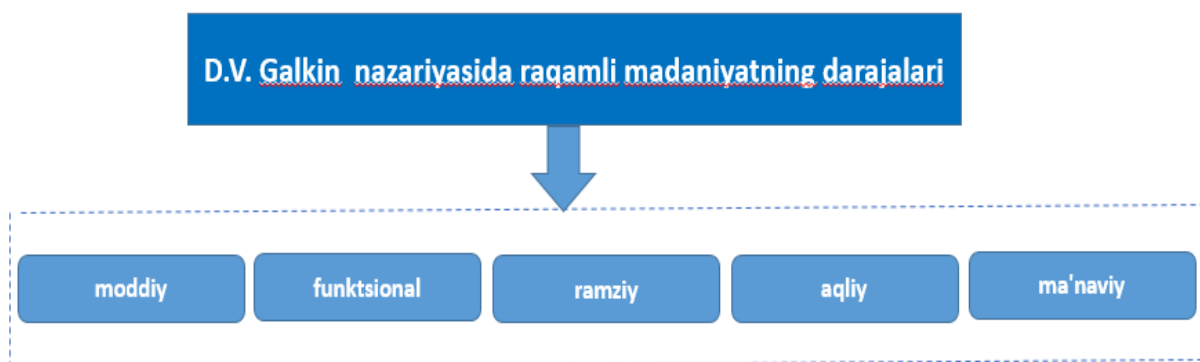 D.V. Galkin nazariyasida raqamli madaniyatning darajalari
moddiy
funktsional
ramziy
aqliy
ma'naviy